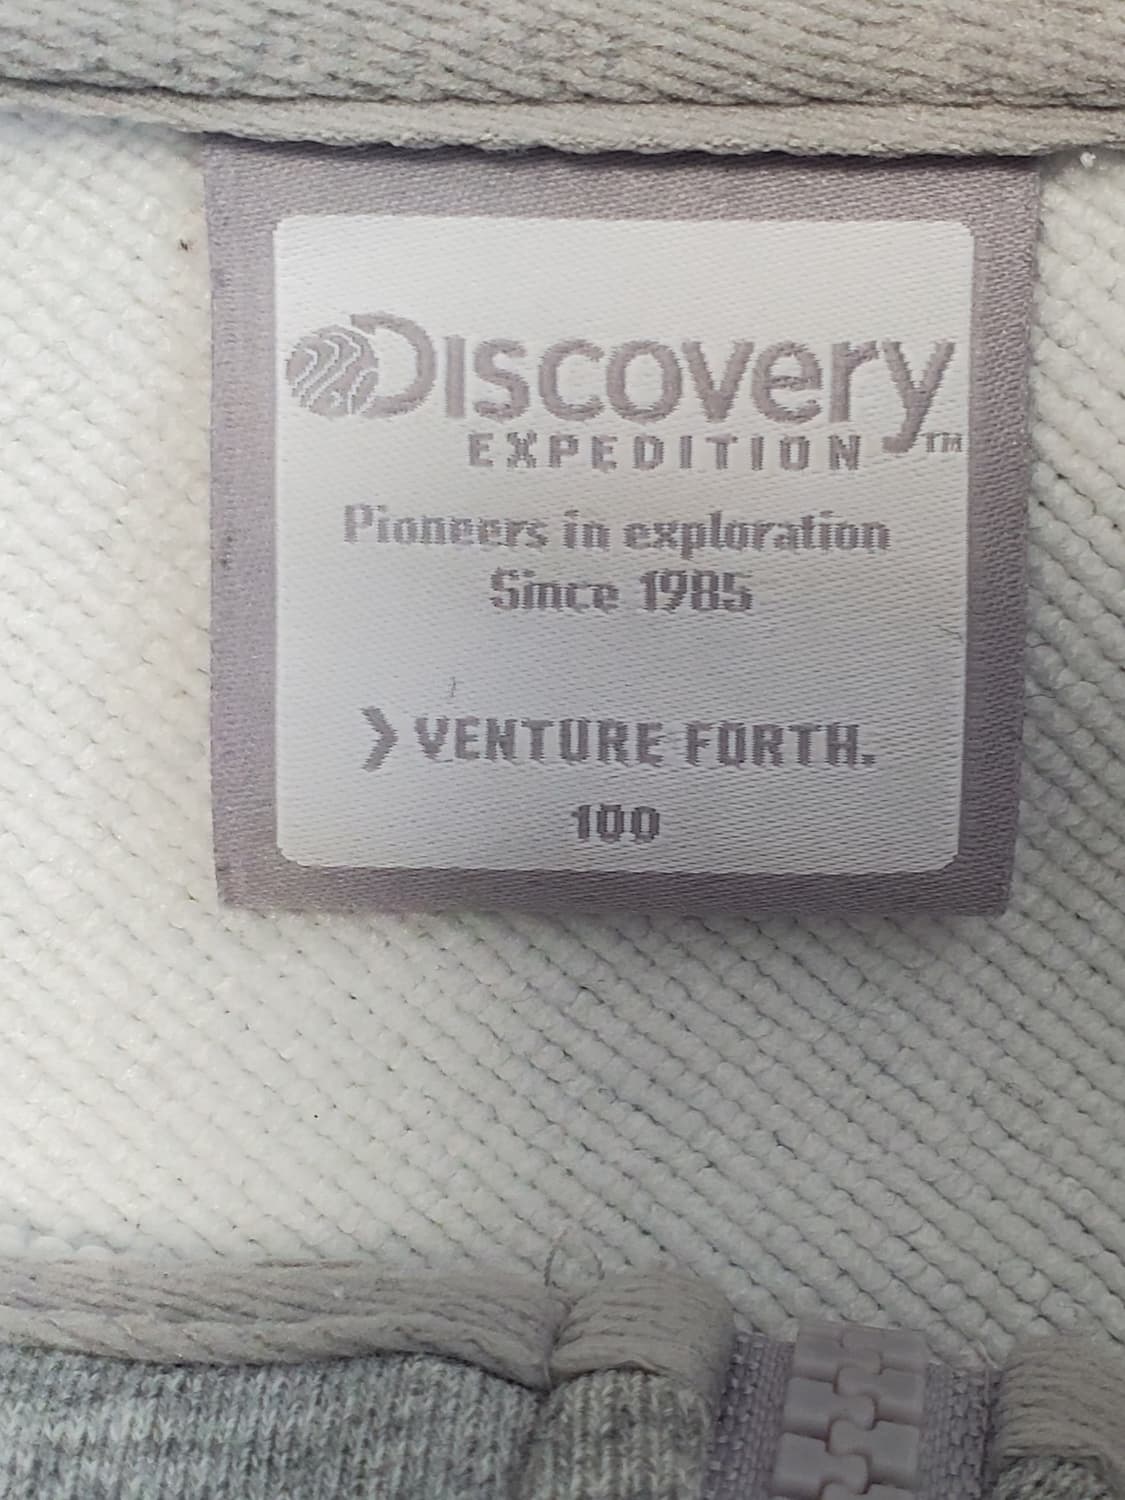 Discovery
EXPEDITION™
Pioneers in exploration
Since 1985
❯ VENTURE FORTH.
100